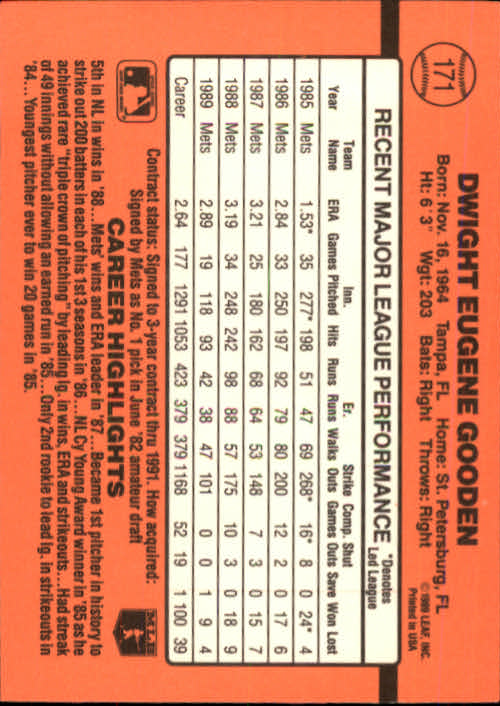 171
DWIGHT EUGENE GOODEN
Born: Nov. 16, 1964 Tampa, FL Home: St. Petersburg, FL
Ht: 6'3" Wgt: 203 Bats: Right Throws: Right
© 1989 LEAF, INC.
Printed in USA
RECENT MAJOR LEAGUE PERFORMANCE *Denotes Led League
Year Team Name ERA Games Inn. Pitched Hits Runs Er. Runs Walks Strike Outs Comp. Games Shut Outs Save Won Lost
1985 Mets 1.53* 35 277* 198 51 47 69 268* 16* 8 0 24* 4
1986 Mets 2.84 33 250 197 92 79 80 200 12 2 0 17 6
1987 Mets 3.21 25 180 162 68 64 53 148 7 3 0 15 7
1988 Mets 3.19 34 248 242 98 88 57 175 10 3 0 18 9
1989 Mets 2.89 19 118 93 42 38 47 101 0 0 1 9 4
Career 2.64 177 1291 1053 423 379 379 1168 52 19 1 100 39
Contract status: Signed to 3-year contract thru 1991. How acquired:
Signed by Mets as No. 1 pick in June '82 amateur draft
MLB
CAREER HIGHLIGHTS
5th in NL in wins in '88...Mets' wins and ERA leader in '87...Became 1st pitcher in history to
strike out 200 batters in each of his 1st 3 seasons in '86...NL Cy Young Award winner in '85 as he
achieved rare "triple crown of pitching" by leading lg. in wins, ERA and strikeouts...Had streak
of 49 innings without allowing an earned run in '85...Only 2nd rookie to lead lg. in strikeouts in
'84...Youngest pitcher ever to win 20 games in '85.